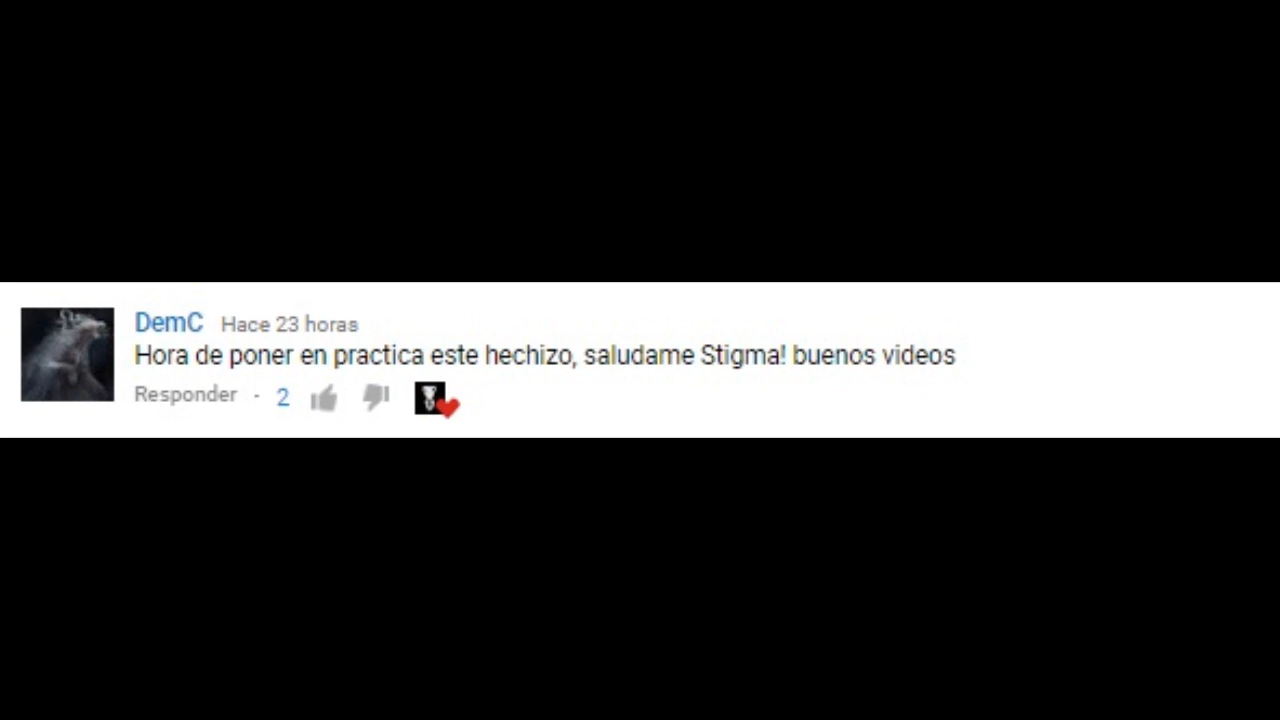 DemC Hace 23 horas
Hora de poner en practica este hechizo, saludame Stigma! buenos videos
Responder · 2